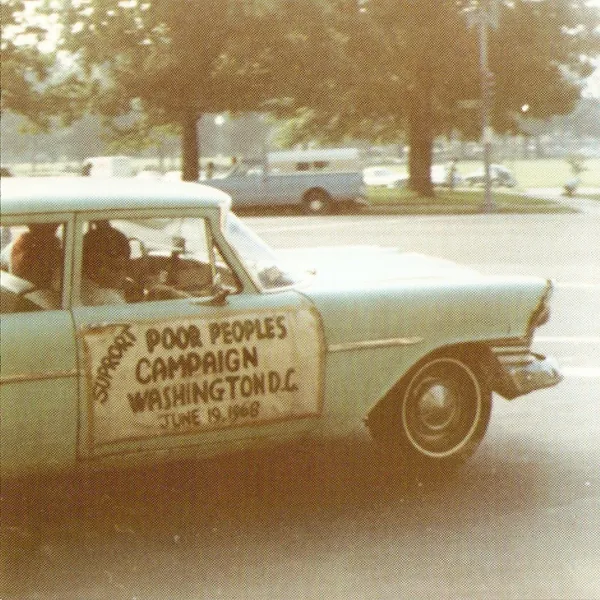 SUPPORT
POOR PEOPLES
CAMPAIGN
WASHINGTON D.C.
JUNE 19, 1968